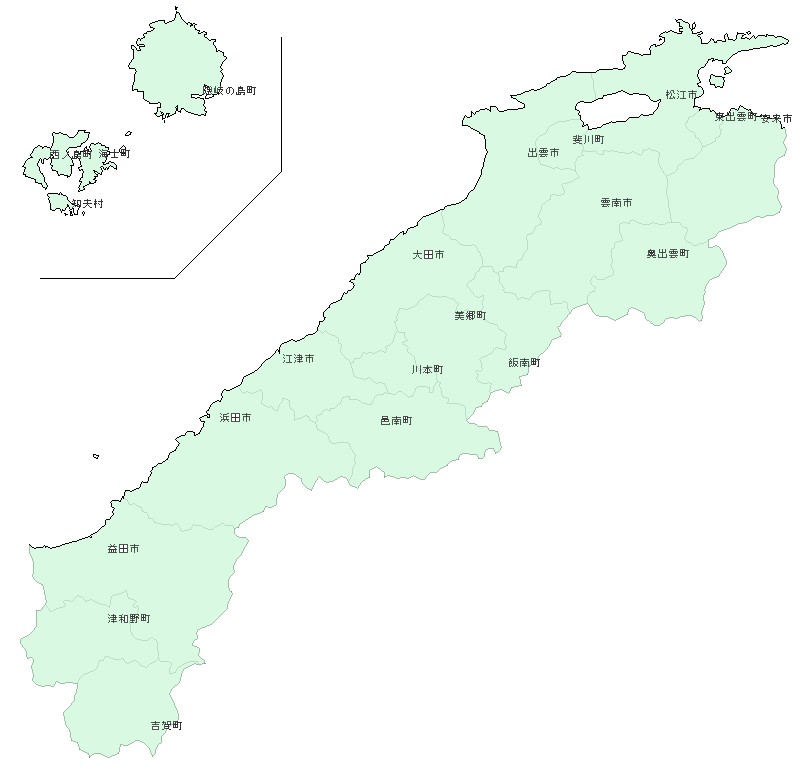 隠岐の島町
松江市
東出雲町
安来市
斐川町
出雲市
西ノ島町
海士町
知夫村
雲南市
大田市
奥出雲町
美郷町
江津市
飯南町
川本町
浜田市
邑南町
益田市
津和野町
吉賀町